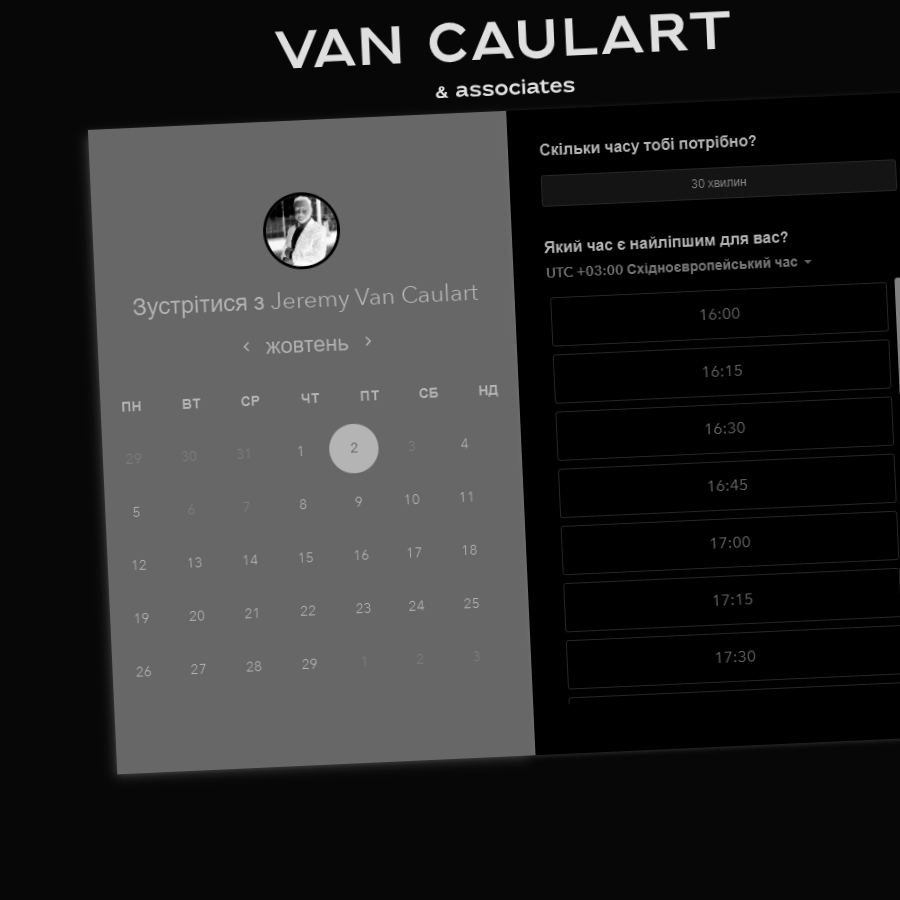 VAN CAULART
& associates
Зустрітися з Jeremy Van Caulart
жовтень
ПН ВТ СР ЧТ ПТ СБ НД
29 30 31 1 2 3 4
5 6 7 8 9 10 11
12 13 14 15 16 17 18
19 20 21 22 23 24 25
26 27 28 29 1 2 3
Скільки часу тобі потрібно?
30 хвилин
Який час є найліпшим для вас?
UTC +03:00 Східноєвропейський час
16:00
16:15
16:30
16:45
17:00
17:15
17:30